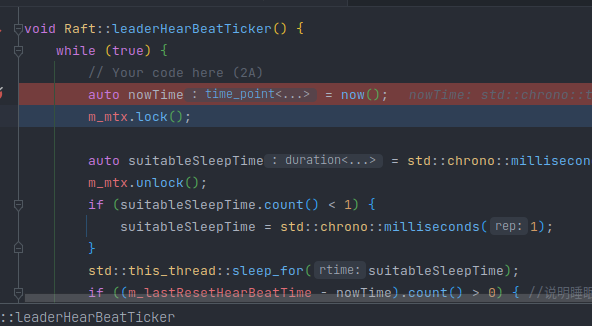 void Raft::leaderHearBeatTicker() {
while (true) {
// Your code here (2A)
auto nowTime : time_point<...> = now(); nowTime: std::chrono::t
m_mtx.lock();
auto suitableSleepTime : duration<...> = std::chrono::millisecon
m_mtx.unlock();
if (suitableSleepTime.count() < 1) {
suitableSleepTime = std::chrono::milliseconds( rep: 1);
}
std::this_thread::sleep_for( rtime: suitableSleepTime);
if ((m_lastResetHearBeatTime - nowTime).count() > 0) { //说明睡眠
::leaderHearBeatTicker